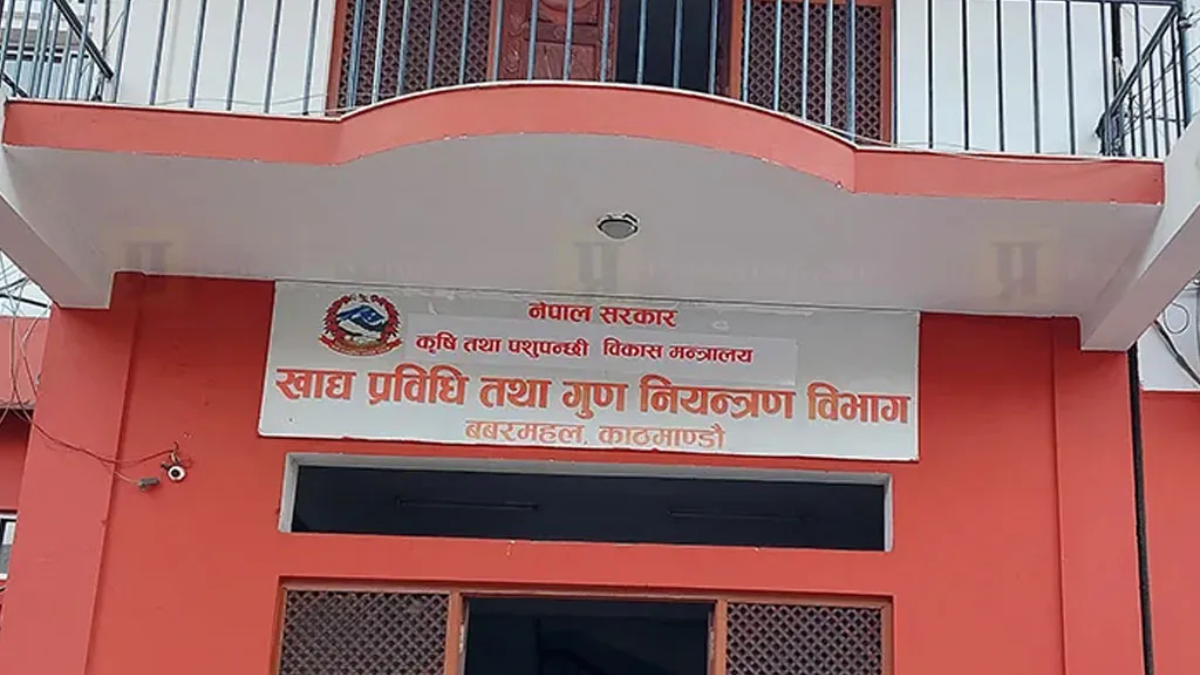 नेपाल सरकार
कृषि तथा पशुपन्छी विकास मन्त्रालय
खाद्य प्रविधि तथा गुण नियन्त्रण विभाग
बबरमहल, काठमाण्डौ